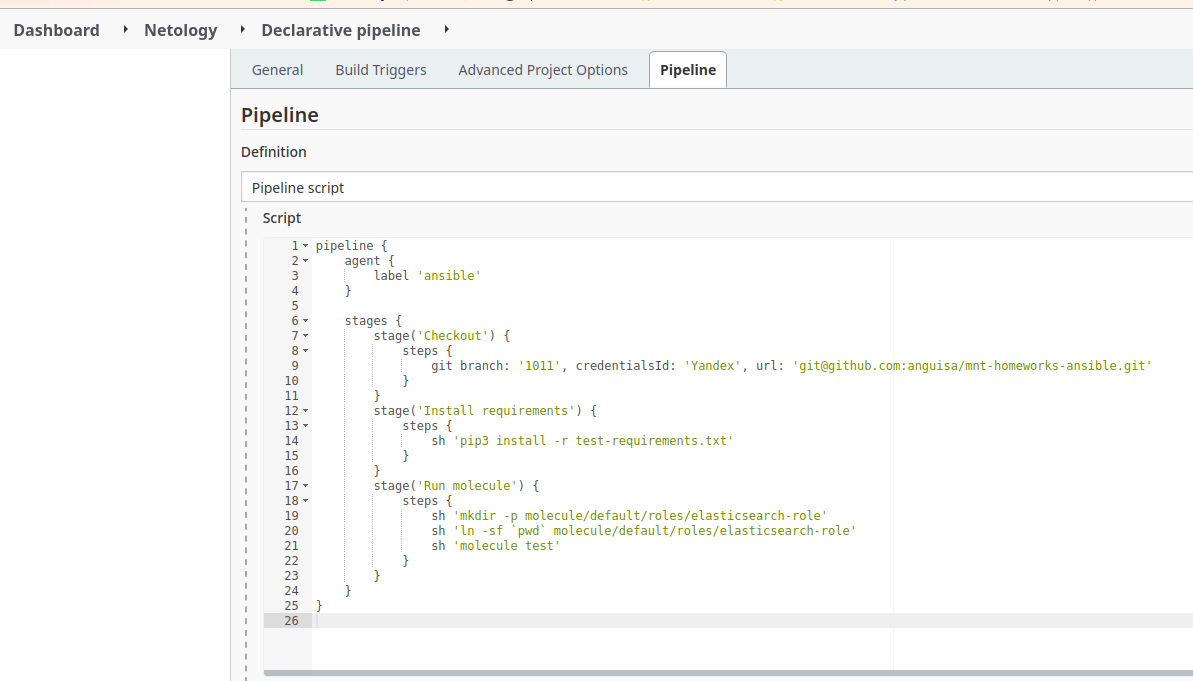 Dashboard Netology Declarative pipeline
General Build Triggers Advanced Project Options Pipeline
Pipeline
Definition
Pipeline script
Script
1 pipeline {
2     agent {
3         label 'ansible'
4     }
5
6     stages {
7         stage('Checkout') {
8             steps {
9                 git branch: '1011', credentialsId: 'Yandex', url: 'git@github.com:anguisa/mnt-homeworks-ansible.git'
10             }
11         }
12         stage('Install requirements') {
13             steps {
14                 sh 'pip3 install -r test-requirements.txt'
15             }
16         }
17         stage('Run molecule') {
18             steps {
19                 sh 'mkdir -p molecule/default/roles/elasticsearch-role'
20                 sh 'ln -sf `pwd` molecule/default/roles/elasticsearch-role'
21                 sh 'molecule test'
22             }
23         }
24     }
25 }
26